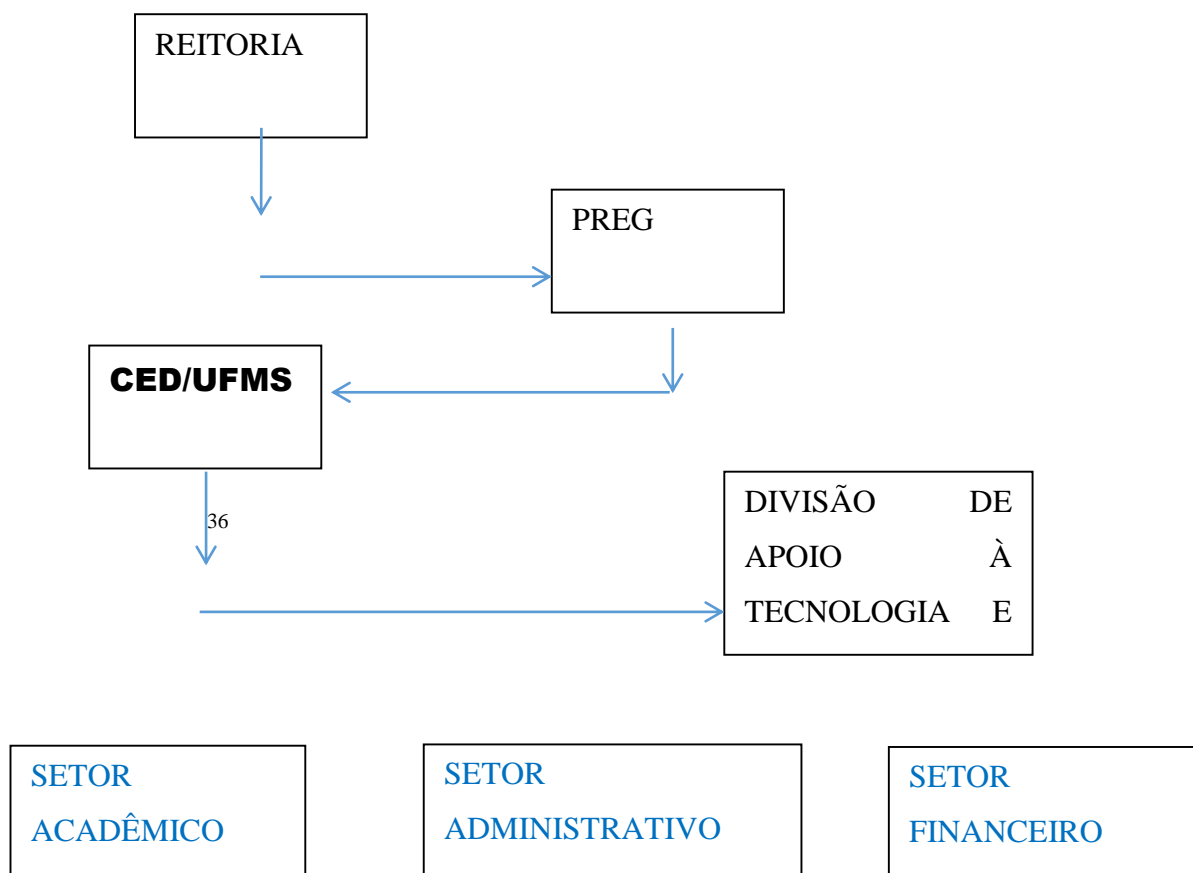 REITORIA
PREG
CED/UFMS
36
DIVISÃO DE
APOIO À
TECNOLOGIA E
SETOR
ACADÊMICO
SETOR
ADMINISTRATIVO
SETOR
FINANCEIRO